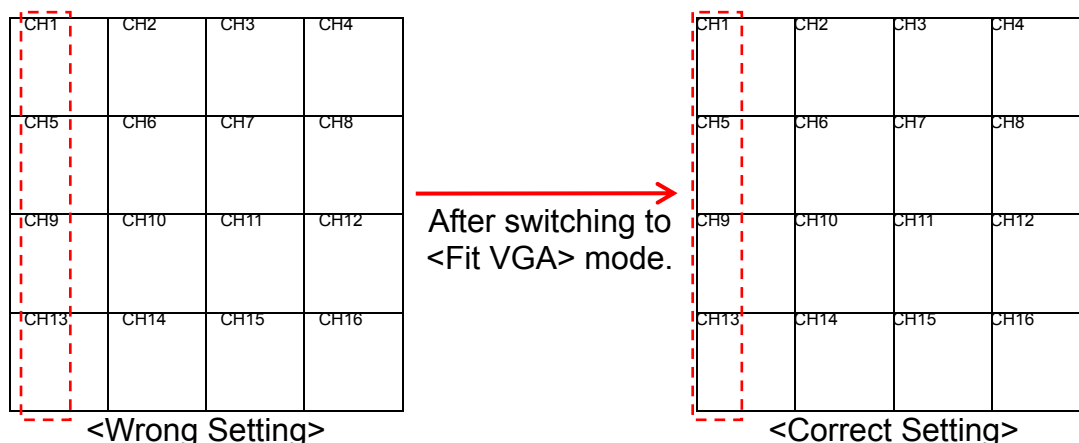 CH1 CH2 CH3 CH4
CH5 CH6 CH7 CH8
CH9 CH10 CH11 CH12
CH13 CH14 CH15 CH16
<Wrong Setting>
After switching to
<Fit VGA> mode.
CH1 CH2 CH3 CH4
CH5 CH6 CH7 CH8
CH9 CH10 CH11 CH12
CH13 CH14 CH15 CH16
<Correct Setting>